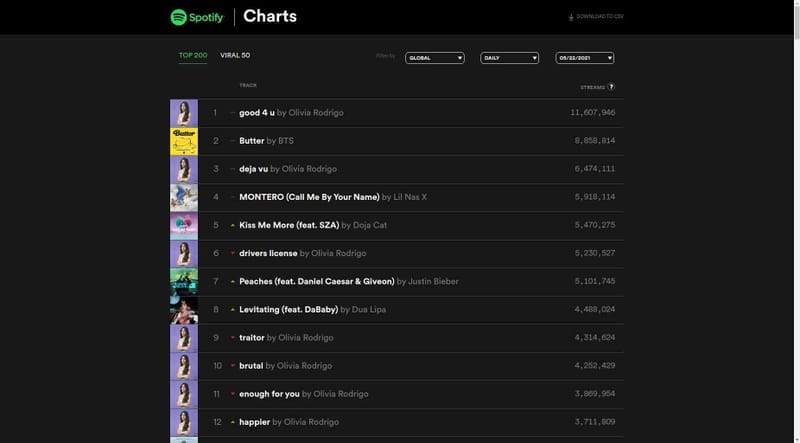 Spotify Charts
DOWNLOAD TO CSV
TOP 200 VIRAL 50 Filter by GLOBAL DAILY 05/22/2021
TRACK STREAMS ?
1 good 4 u by Olivia Rodrigo 11,607,946
Butter
2 Butter by BTS 8,858,814
3 deja vu by Olivia Rodrigo 6,474,111
4 MONTERO (Call Me By Your Name) by Lil Nas X 5,918,114
5 Kiss Me More (feat. SZA) by Doja Cat 5,470,275
6 drivers license by Olivia Rodrigo 5,230,527
7 Peaches (feat. Daniel Caesar & Giveon) by Justin Bieber 5,101,745
8 Levitating (feat. DaBaby) by Dua Lipa 4,488,024
9 traitor by Olivia Rodrigo 4,314,624
10 brutal by Olivia Rodrigo 4,252,429
11 enough for you by Olivia Rodrigo 3,869,954
12 happier by Olivia Rodrigo 3,711,809